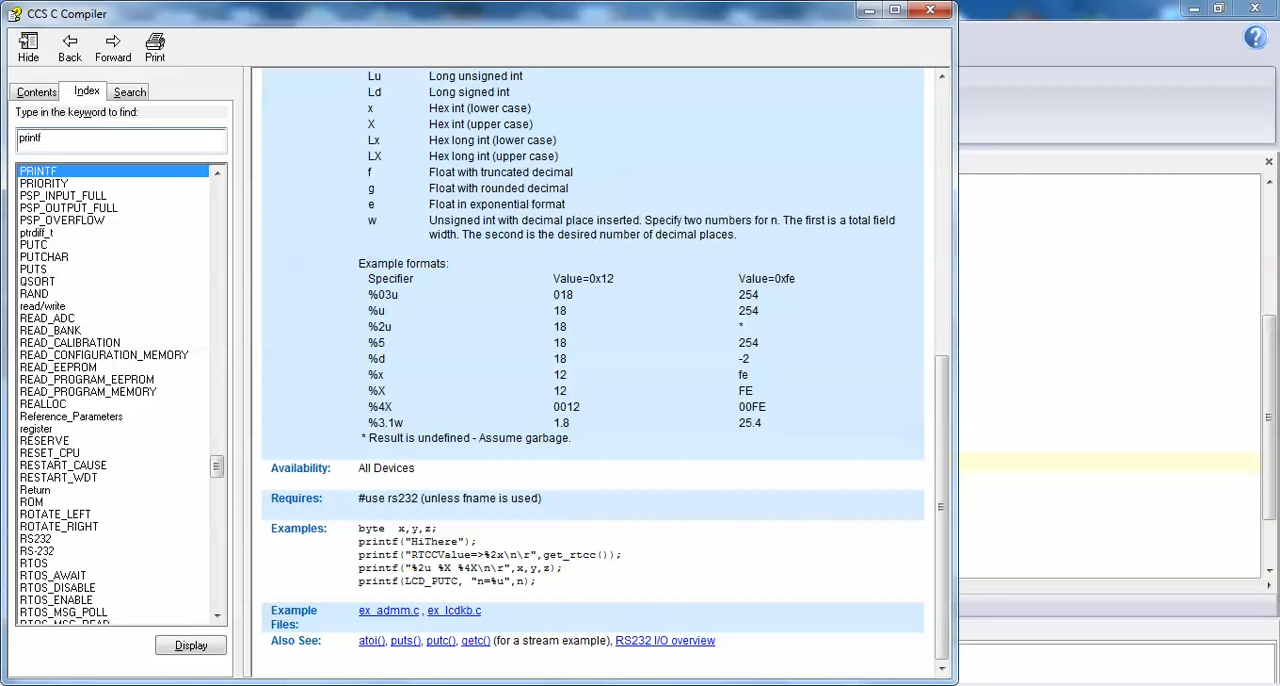 CCS C Compiler
Hide
Back
Forward
Print
Contents
Index
Search
Type in the keyword to find:
printf
PRINTF
PRIORITY
PSP_INPUT_FULL
PSP_OUTPUT_FULL
PSP_OVERFLOW
ptrdiff_t
PUTC
PUTCHAR
PUTS
QSORT
RAND
read/write
READ_ADC
READ_BANK
READ_CALIBRATION
READ_CONFIGURATION_MEMORY
READ_EEPROM
READ_PROGRAM_EEPROM
READ_PROGRAM_MEMORY
REALLOC
Reference_Parameters
register
RESERVE
RESET_CPU
RESTART_CAUSE
RESTART_WDT
Return
ROM
ROTATE_LEFT
ROTATE_RIGHT
RS232
RS-232
RTOS
RTOS_AWAIT
RTOS_DISABLE
RTOS_ENABLE
RTOS_MSG_POLL
RTOS_MSG_READ
Display
Lu Long unsigned int
Ld Long signed int
x Hex int (lower case)
X Hex int (upper case)
Lx Hex long int (lower case)
LX Hex long int (upper case)
f Float with truncated decimal
g Float with rounded decimal
e Float in exponential format
w Unsigned int with decimal place inserted. Specify two numbers for n. The first is a total field
width. The second is the desired number of decimal places.
Example formats:
Specifier Value=0x12 Value=0xfe
%03u 018 254
%u 18 254
%2u 18 *
%5 18 254
%d 18 -2
%x 12 fe
%X 12 FE
%4X 0012 00FE
%3.1w 1.8 25.4
* Result is undefined - Assume garbage.
Availability: All Devices
Requires: #use rs232 (unless fname is used)
Examples: byte x,y,z;
printf("HiThere");
printf("RTCCValue=>%2x\n\r",get_rtcc());
printf("%2u %X %4X\n\r",x,y,z);
printf(LCD_PUTC, "n=%u",n);
Example Files: ex_admm.c , ex_lcdkb.c
Also See: atoi(), puts(), putc(), getc() (for a stream example), RS232 I/O overview